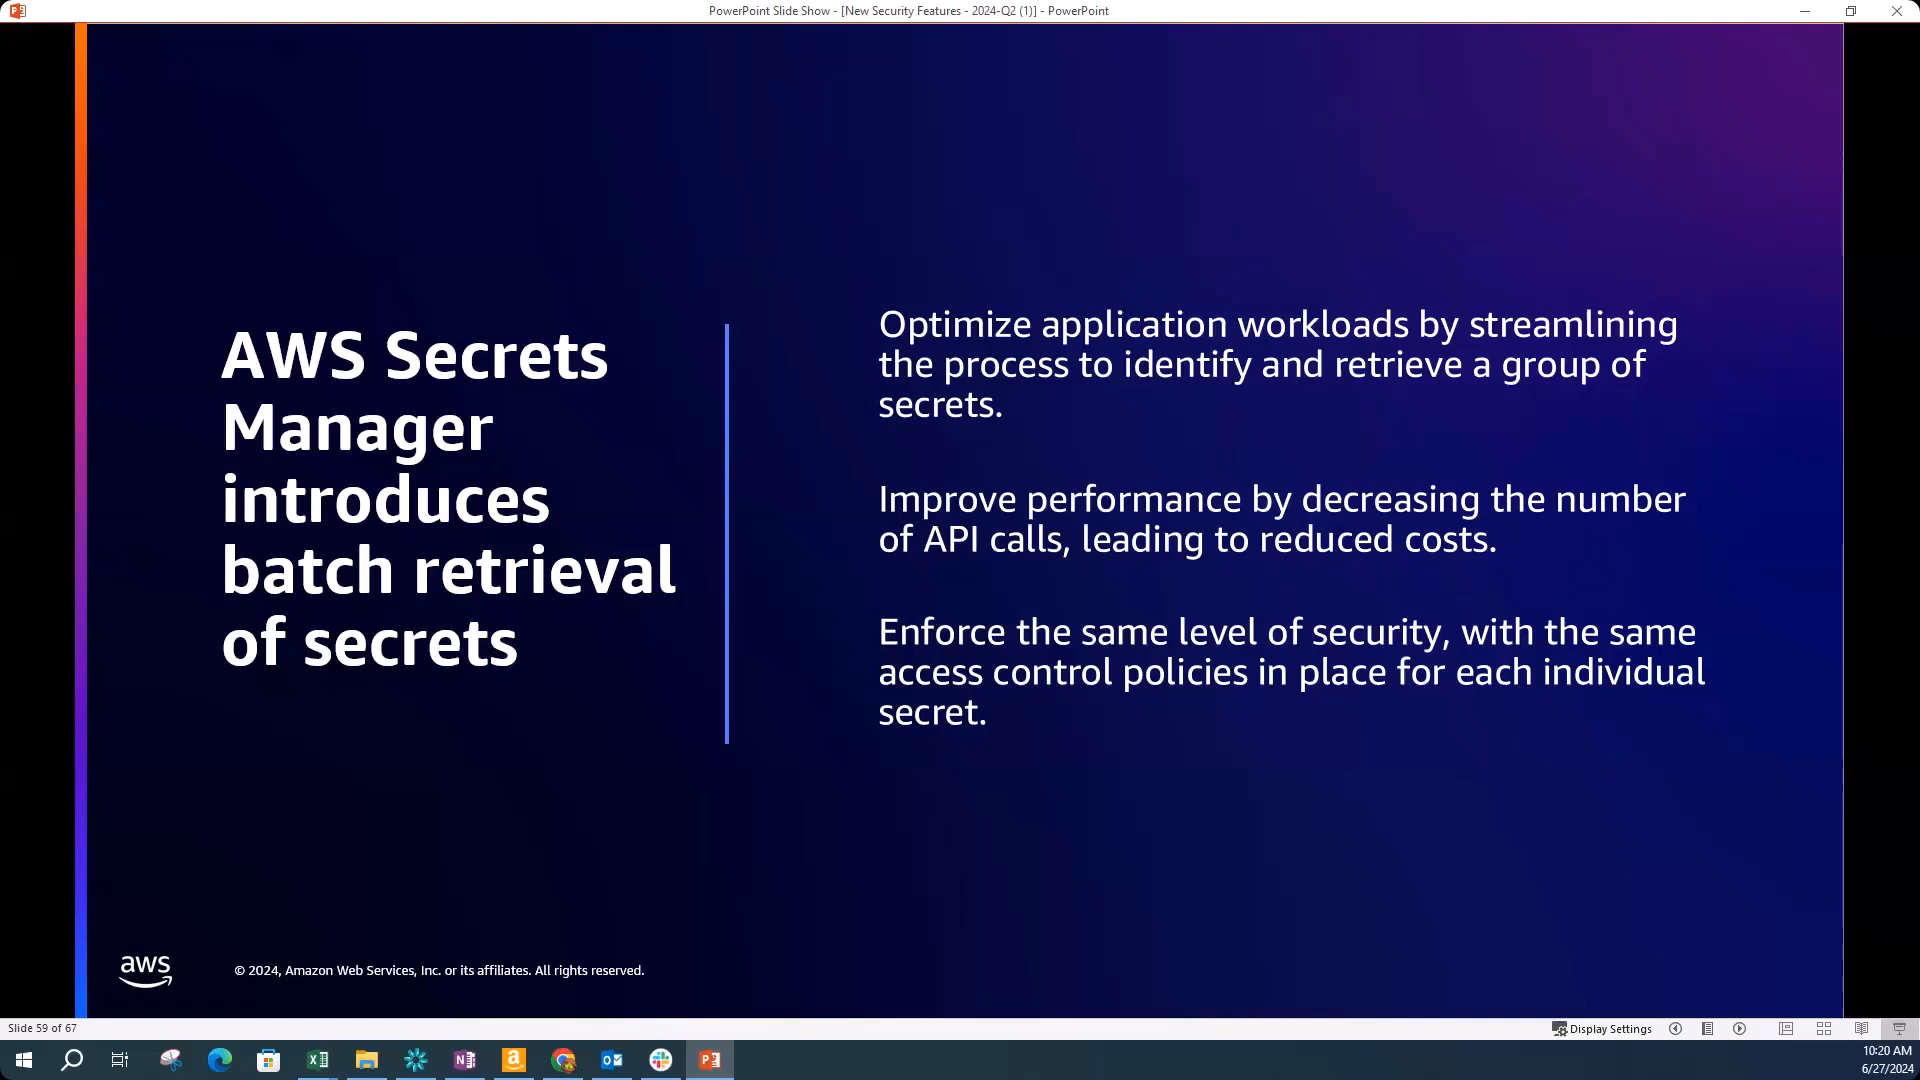 PowerPoint Slide Show - [New Security Features - 2024-Q2 (1)] - PowerPoint
AWS Secrets
Manager
introduces
batch retrieval
of secrets
Optimize application workloads by streamlining
the process to identify and retrieve a group of
secrets.
Improve performance by decreasing the number
of API calls, leading to reduced costs.
Enforce the same level of security, with the same
access control policies in place for each individual
secret.
aws
© 2024, Amazon Web Services, Inc. or its affiliates. All rights reserved.
Slide 59 of 67
Display Settings
10:20 AM
6/27/2024